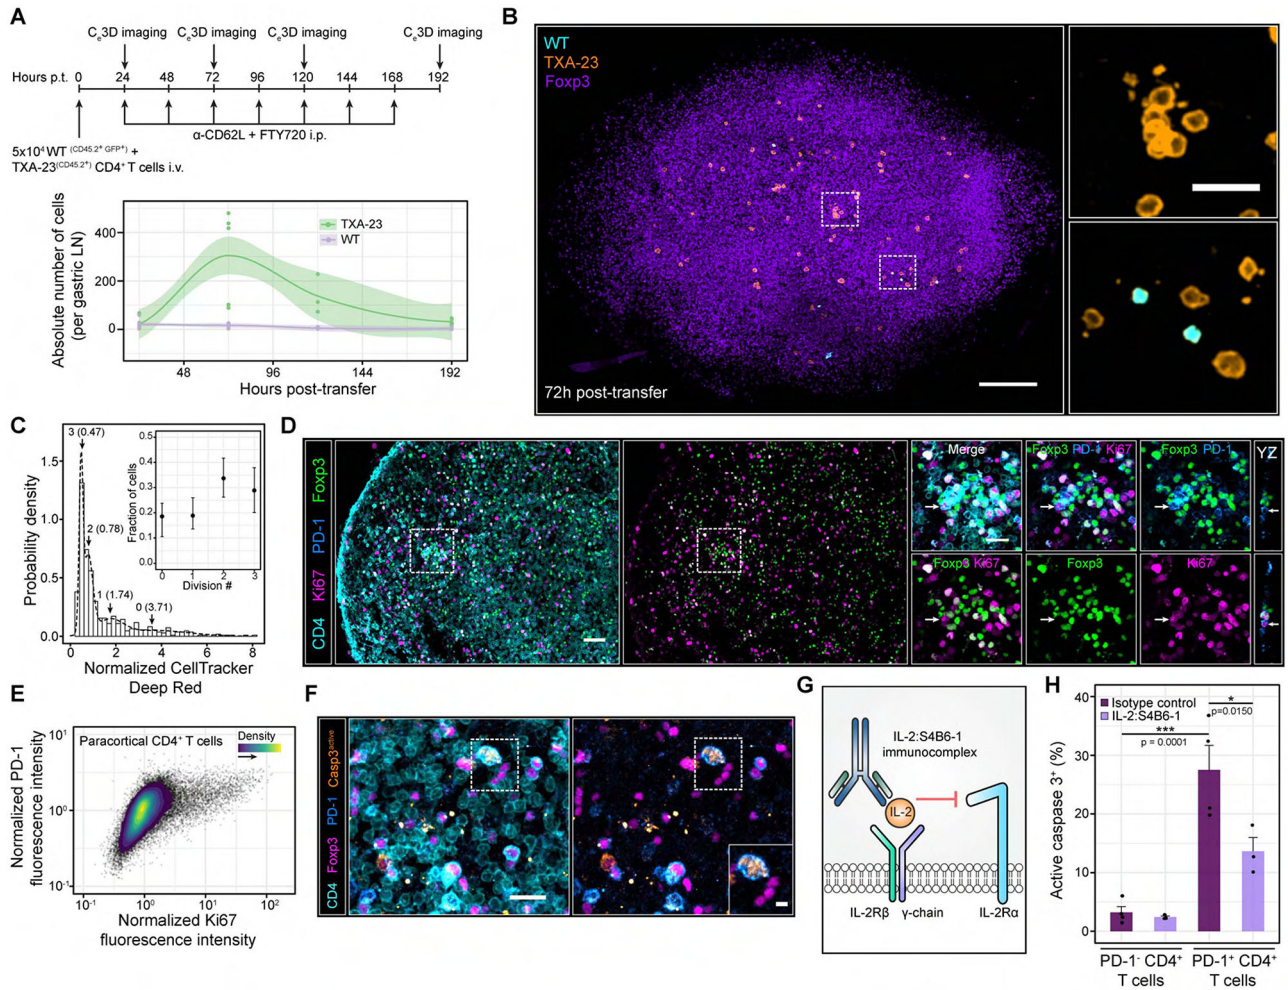 A
Cₑ3D imaging Cₑ3D imaging Cₑ3D imaging Cₑ3D imaging
Hours p.t. 0 24 48 72 96 120 144 168 192
α-CD62L + FTY720 i.p.
5x10⁴ WT (CD45.2⁺ GFP⁺) +
TXA-23(CD45.2⁺) CD4⁺ T cells i.v.
Absolute number of cells
(per gastric LN)
400
200
0
TXA-23
WT
48 96 144 192
Hours post-transfer
B
WT
TXA-23
Foxp3
72h post-transfer
C
3 (0.47)
2 (0.78)
1 (1.74)
0 (3.71)
Probability density
1.5
1.0
0.5
0.0
0 2 4 6 8
Normalized CellTracker
Deep Red
Fraction of cells
0.5
0.4
0.3
0.2
0.1
0.0
0 1 2 3
Division #
D
CD4 Ki67 PD-1 Foxp3
Merge
Foxp3 PD-1 Ki67
Foxp3 PD-1
YZ
Foxp3 Ki67
Foxp3
Ki67
E
Paracortical CD4⁺ T cells
Density
Normalized PD-1
fluorescence intensity
10¹
10⁰
10⁻¹
10⁻¹ 10⁰ 10¹ 10²
Normalized Ki67
fluorescence intensity
F
CD4 Foxp3 PD-1 Casp3active
G
IL-2:S4B6-1
immunocomplex
IL-2
IL-2Rβ γ-chain IL-2Rα
H
Isotype control
IL-2:S4B6-1
*
p=0.0150
***
p = 0.0001
Active caspase 3⁺ (%)
40
30
20
10
0
PD-1⁻ CD4⁺
T cells
PD-1⁺ CD4⁺
T cells